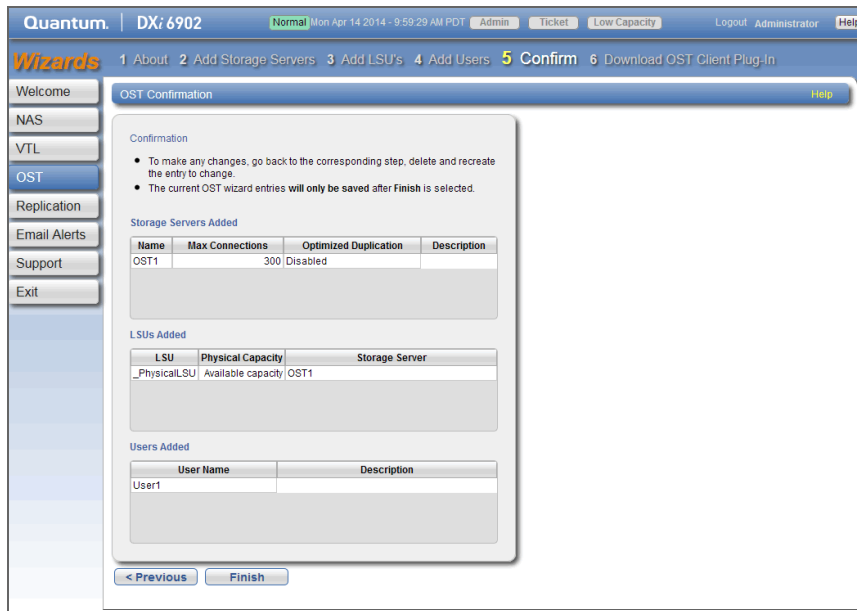 Quantum. DXi 6902 Normal Mon Apr 14 2014 - 9:59:29 AM PDT Admin Ticket Low Capacity Logout Administrator Help
Wizards 1 About 2 Add Storage Servers 3 Add LSU's 4 Add Users 5 Confirm 6 Download OST Client Plug-In
Welcome
NAS
VTL
OST
Replication
Email Alerts
Support
Exit
OST Confirmation Help
Confirmation
• To make any changes, go back to the corresponding step, delete and recreate
the entry to change.
• The current OST wizard entries will only be saved after Finish is selected.
Storage Servers Added
Name Max Connections Optimized Duplication Description
OST1 300 Disabled
LSUs Added
LSU Physical Capacity Storage Server
_PhysicalLSU Available capacity OST1
Users Added
User Name Description
User1
< Previous Finish